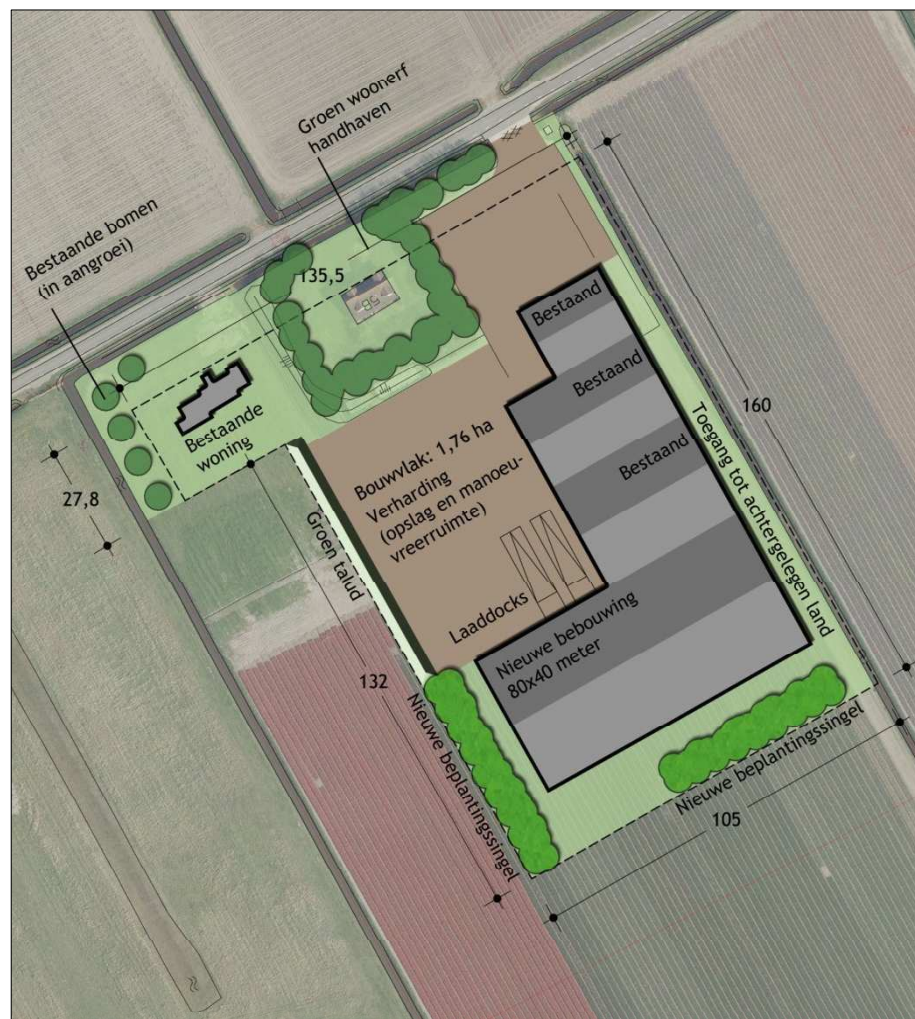 Groen woonerf
handhaven
Bestaande bomen
(in aangroei)
135,5
Bestaand
Bestaand
Bestaand
Bestaande
woning
160
Toegang tot achtergelegen land
27,8
Bouwvlak: 1,76 ha
Verharding
(opslag en manoeu-
vreerruimte)
Groen talud
Laaddocks
Nieuwe bebouwing
80x40 meter
132
Nieuwe beplantingssingel
Nieuwe beplantingssingel
105